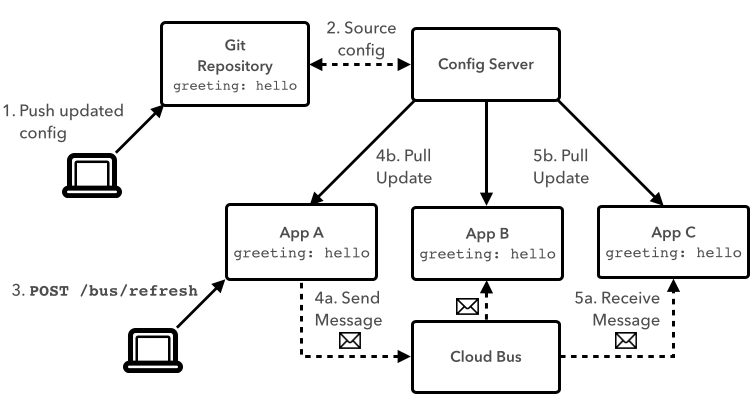 1. Push updated
config
Git
Repository
greeting: hello
2. Source
config
Config Server
4b. Pull
Update
5b. Pull
Update
App A
greeting: hello
App B
greeting: hello
App C
greeting: hello
3. POST /bus/refresh
4a. Send
Message
5a. Receive
Message
Cloud Bus